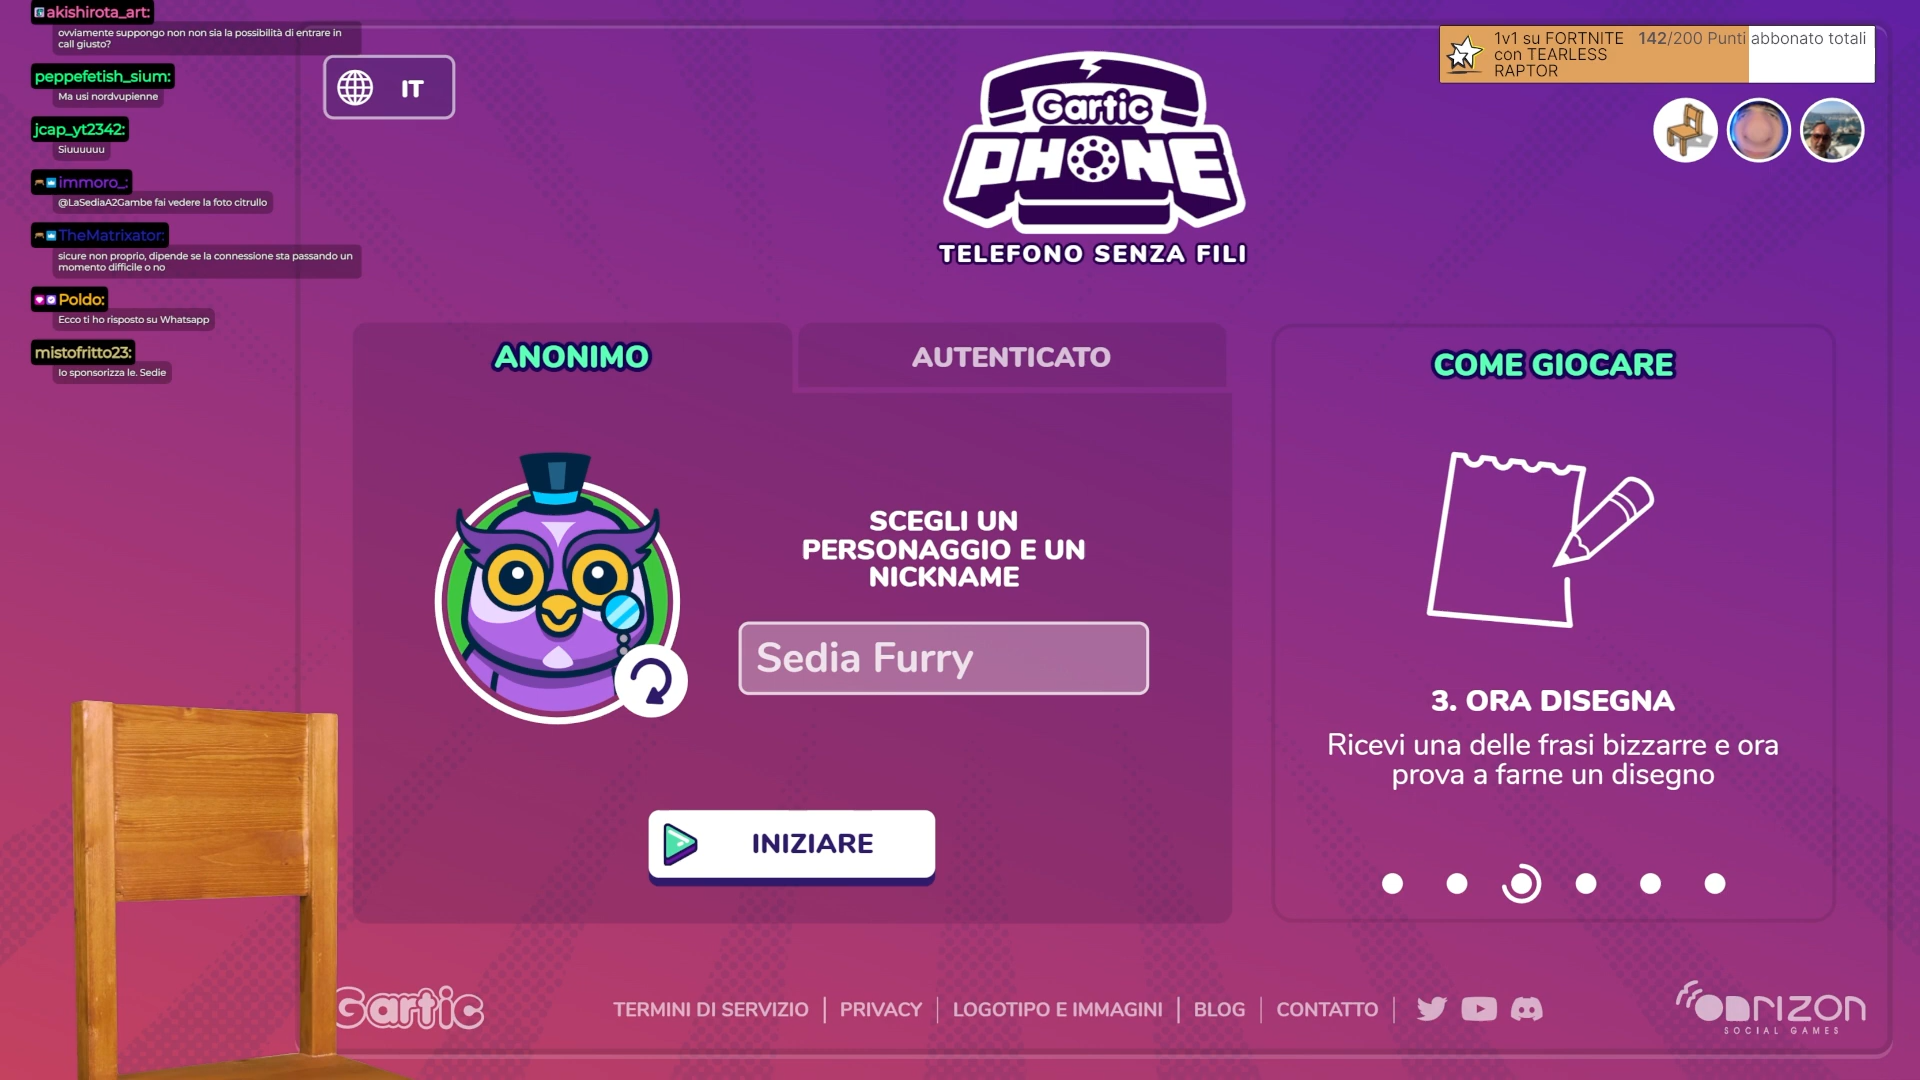 akishirota_art:
ovviamente suppongo non non sia la possibilità di entrare in
call giusto?
peppefetish_sium:
Ma usi nordvupienne
jcap_yt2342:
Siuuuuuu
immoro_:
@LaSediaA2Gambe fai vedere la foto citrullo
TheMatrixator:
sicure non proprio, dipende se la connessione sta passando un
momento difficile o no
Poldo:
Ecco ti ho risposto su Whatsapp
mistofritto23:
Io sponsorizza le. Sedie
IT
Gartic
PHONE
TELEFONO SENZA FILI
1v1 su FORTNITE
con TEARLESS
RAPTOR
142/200 Punti abbonato totali
ANONIMO
AUTENTICATO
SCEGLI UN
PERSONAGGIO E UN
NICKNAME
Sedia Furry
INIZIARE
COME GIOCARE
3. ORA DISEGNA
Ricevi una delle frasi bizzarre e ora
prova a farne un disegno
Gartic
TERMINI DI SERVIZIO | PRIVACY | LOGOTIPO E IMMAGINI | BLOG | CONTATTO |
ONRIZON
SOCIAL GAMES